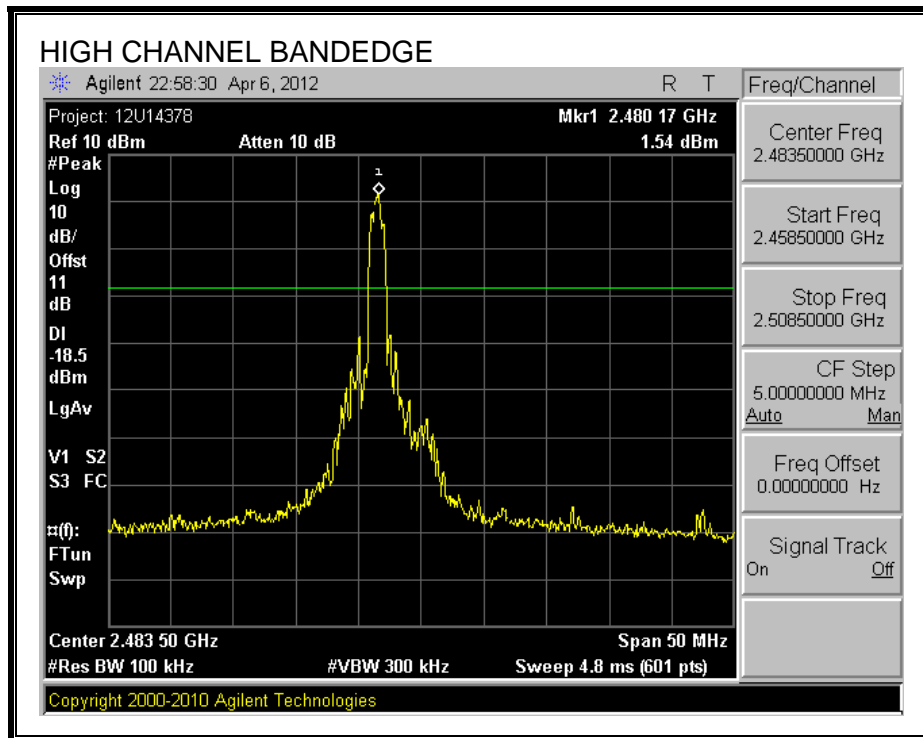 HIGH CHANNEL BANDEDGE
Agilent 22:58:30 Apr 6, 2012 R T
Project: 12U14378 Mkr1 2.480 17 GHz
Ref 10 dBm Atten 10 dB 1.54 dBm
#Peak
Log
10
dB/
Offst
11
dB
DI
-18.5
dBm
LgAv
V1 S2
S3 FC
¤(f):
FTun
Swp
1
Center 2.483 50 GHz Span 50 MHz
#Res BW 100 kHz #VBW 300 kHz Sweep 4.8 ms (601 pts)
Copyright 2000-2010 Agilent Technologies
Freq/Channel
Center Freq
2.48350000 GHz
Start Freq
2.45850000 GHz
Stop Freq
2.50850000 GHz
CF Step
5.00000000 MHz
Auto Man
Freq Offset
0.00000000 Hz
Signal Track
On Off